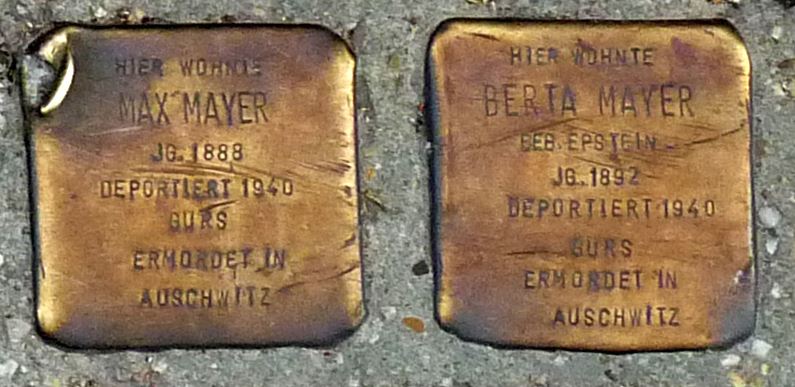 HIER WOHNTE
MAX MAYER
JG. 1888
DEPORTIERT 1940
GURS
ERMORDET IN
AUSCHWITZ
HIER WOHNTE
BERTA MAYER
GEB. EPSTEIN
JG. 1892
DEPORTIERT 1940
GURS
ERMORDET IN
AUSCHWITZ